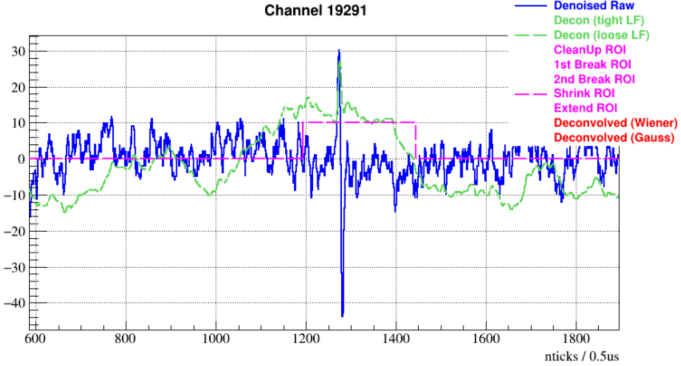 Channel 19291
Denoised Raw
Decon (tight LF)
Decon (loose LF)
CleanUp ROI
1st Break ROI
2nd Break ROI
Shrink ROI
Extend ROI
Deconvolved (Wiener)
Deconvolved (Gauss)
30
20
10
0
−10
−20
−30
−40
600 800 1000 1200 1400 1600 1800
nticks / 0.5us